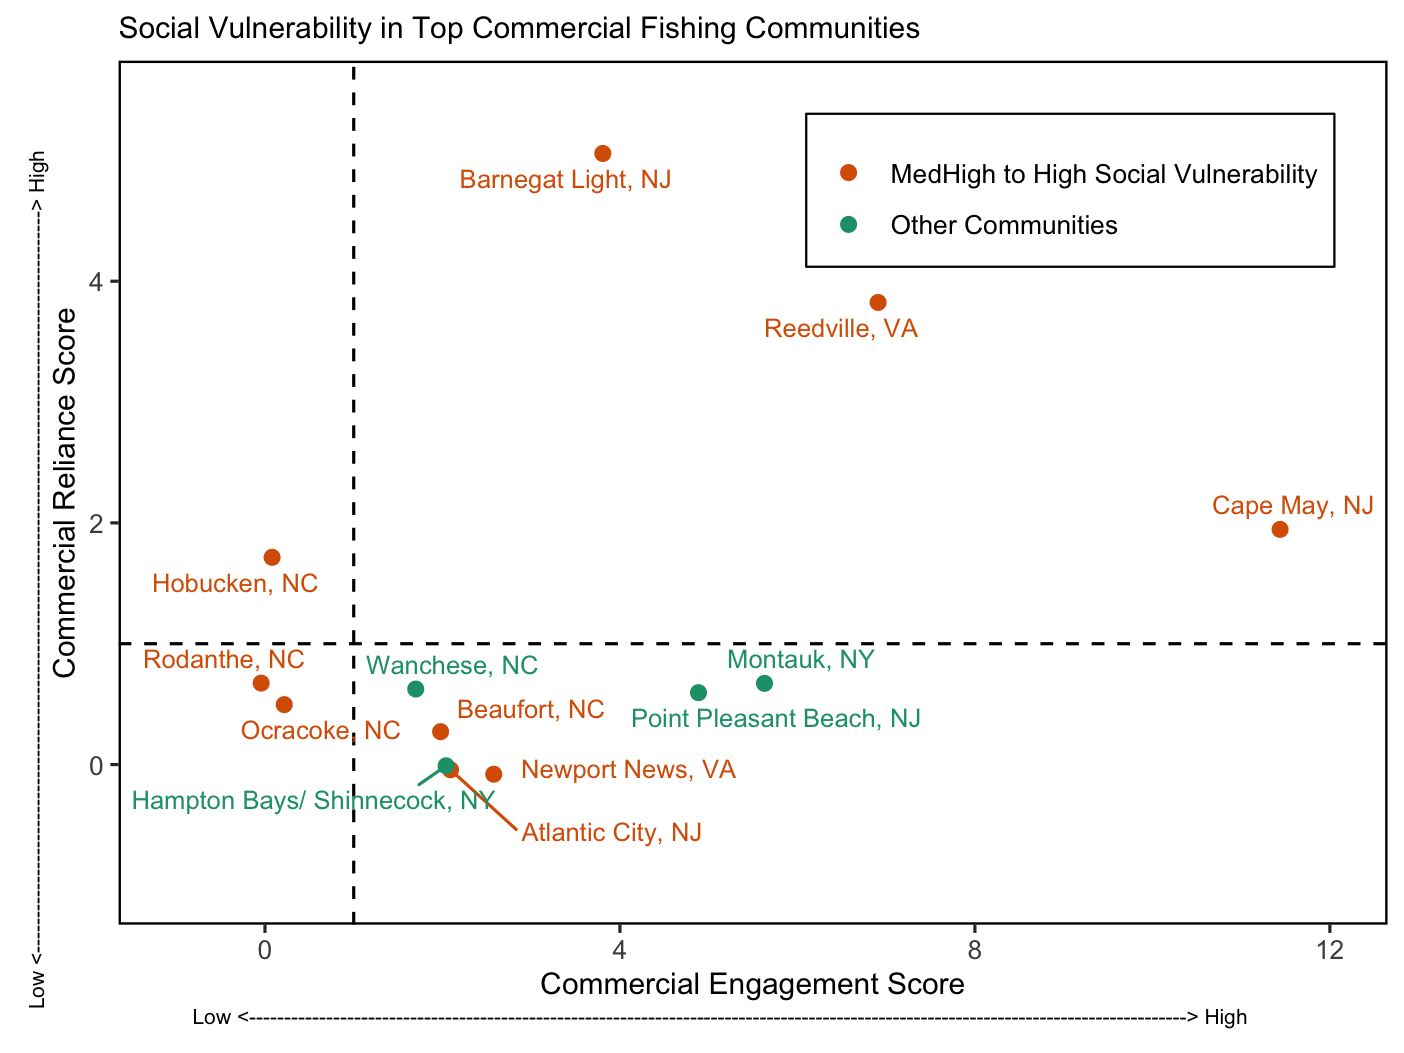 Social Vulnerability in Top Commercial Fishing Communities
Barnegat Light, NJ
MedHigh to High Social Vulnerability
Other Communities
Reedville, VA
Cape May, NJ
Hobucken, NC
Rodanthe, NC
Wanchese, NC
Montauk, NY
Beaufort, NC
Point Pleasant Beach, NJ
Ocracoke, NC
Newport News, VA
Hampton Bays/ Shinnecock, NY
Atlantic City, NJ
4
2
0
0
4
8
12
Commercial Reliance Score
Low <------------------------------------------------------------------------------------------------------------> High
Commercial Engagement Score
Low <--------------------------------------------------------------------------------------------------------------------------------------> High